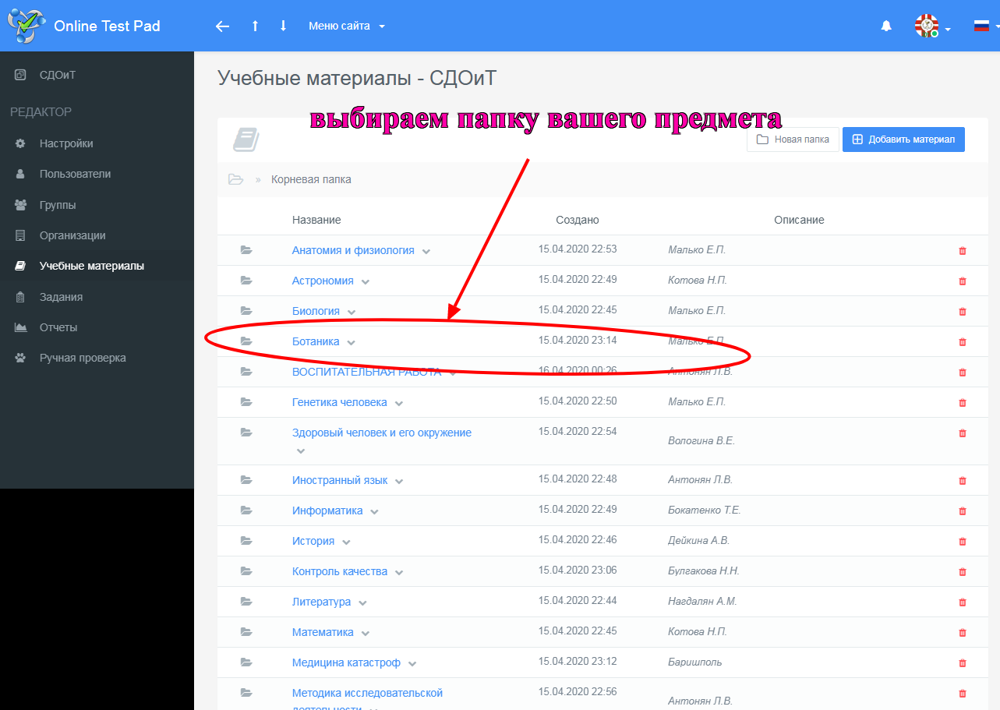 Online Test Pad
Меню сайта
СДОиТ
РЕДАКТОР
Настройки
Пользователи
Группы
Организации
Учебные материалы
Задания
Отчеты
Ручная проверка
Учебные материалы - СДОиТ
выбираем папку вашего предмета
Новая папка
Добавить материал
» Корневая папка
Название Создано Описание
Анатомия и физиология 15.04.2020 22:53 Малько Е.П.
Астрономия 15.04.2020 22:49 Котова Н.П.
Биология 15.04.2020 22:45 Малько Е.П.
Ботаника 15.04.2020 23:14 Малько Е.П.
ВОСПИТАТЕЛЬНАЯ РАБОТА 16.04.2020 00:26 Антонян Л.В.
Генетика человека 15.04.2020 22:50 Малько Е.П.
Здоровый человек и его окружение 15.04.2020 22:54 Вологина В.Е.
Иностранный язык 15.04.2020 22:48 Антонян Л.В.
Информатика 15.04.2020 22:49 Бокатенко Т.Е.
История 15.04.2020 22:46 Дейкина А.В.
Контроль качества 15.04.2020 23:06 Булгакова Н.Н.
Литература 15.04.2020 22:44 Нагдалян А.М.
Математика 15.04.2020 22:45 Котова Н.П.
Медицина катастроф 15.04.2020 23:12 Баришполь
Методика исследовательской 15.04.2020 22:56
деятельности Антонян Л.В.